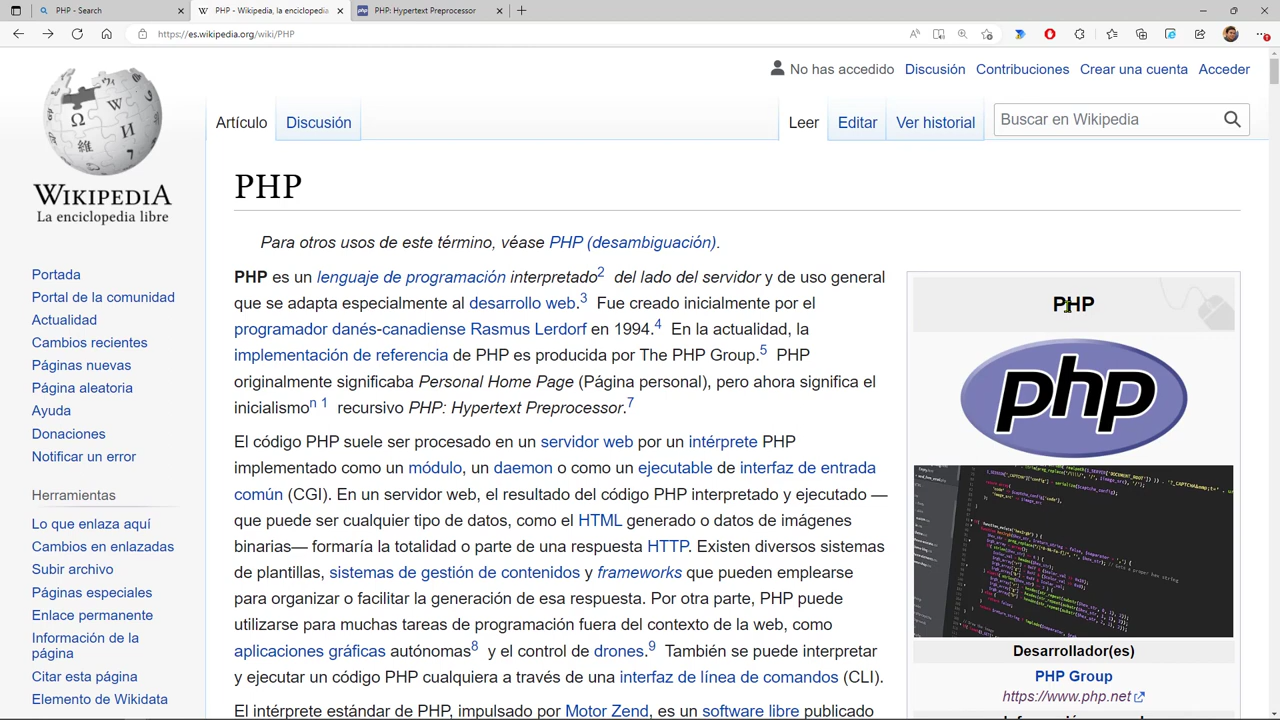 PHP - Search
PHP - Wikipedia, la enciclopedia
PHP: Hypertext Preprocessor
https://es.wikipedia.org/wiki/PHP
No has accedido Discusión Contribuciones Crear una cuenta Acceder
Artículo Discusión Leer Editar Ver historial Buscar en Wikipedia
WIKIPEDIA
La enciclopedia libre
Portada
Portal de la comunidad
Actualidad
Cambios recientes
Páginas nuevas
Página aleatoria
Ayuda
Donaciones
Notificar un error
Herramientas
Lo que enlaza aquí
Cambios en enlazadas
Subir archivo
Páginas especiales
Enlace permanente
Información de la
página
Citar esta página
Elemento de Wikidata
PHP
Para otros usos de este término, véase PHP (desambiguación).
PHP es un lenguaje de programación interpretado2 del lado del servidor y de uso general
que se adapta especialmente al desarrollo web.3 Fue creado inicialmente por el
programador danés-canadiense Rasmus Lerdorf en 1994.4 En la actualidad, la
implementación de referencia de PHP es producida por The PHP Group.5 PHP
originalmente significaba Personal Home Page (Página personal), pero ahora significa el
inicialismon 1 recursivo PHP: Hypertext Preprocessor.7
El código PHP suele ser procesado en un servidor web por un intérprete PHP
implementado como un módulo, un daemon o como un ejecutable de interfaz de entrada
común (CGI). En un servidor web, el resultado del código PHP interpretado y ejecutado —
que puede ser cualquier tipo de datos, como el HTML generado o datos de imágenes
binarias— formaría la totalidad o parte de una respuesta HTTP. Existen diversos sistemas
de plantillas, sistemas de gestión de contenidos y frameworks que pueden emplearse
para organizar o facilitar la generación de esa respuesta. Por otra parte, PHP puede
utilizarse para muchas tareas de programación fuera del contexto de la web, como
aplicaciones gráficas autónomas8 y el control de drones.9 También se puede interpretar
y ejecutar un código PHP cualquiera a través de una interfaz de línea de comandos (CLI).
El intérprete estándar de PHP, impulsado por Motor Zend, es un software libre publicado
PHP
php
Desarrollador(es)
PHP Group
https://www.php.net